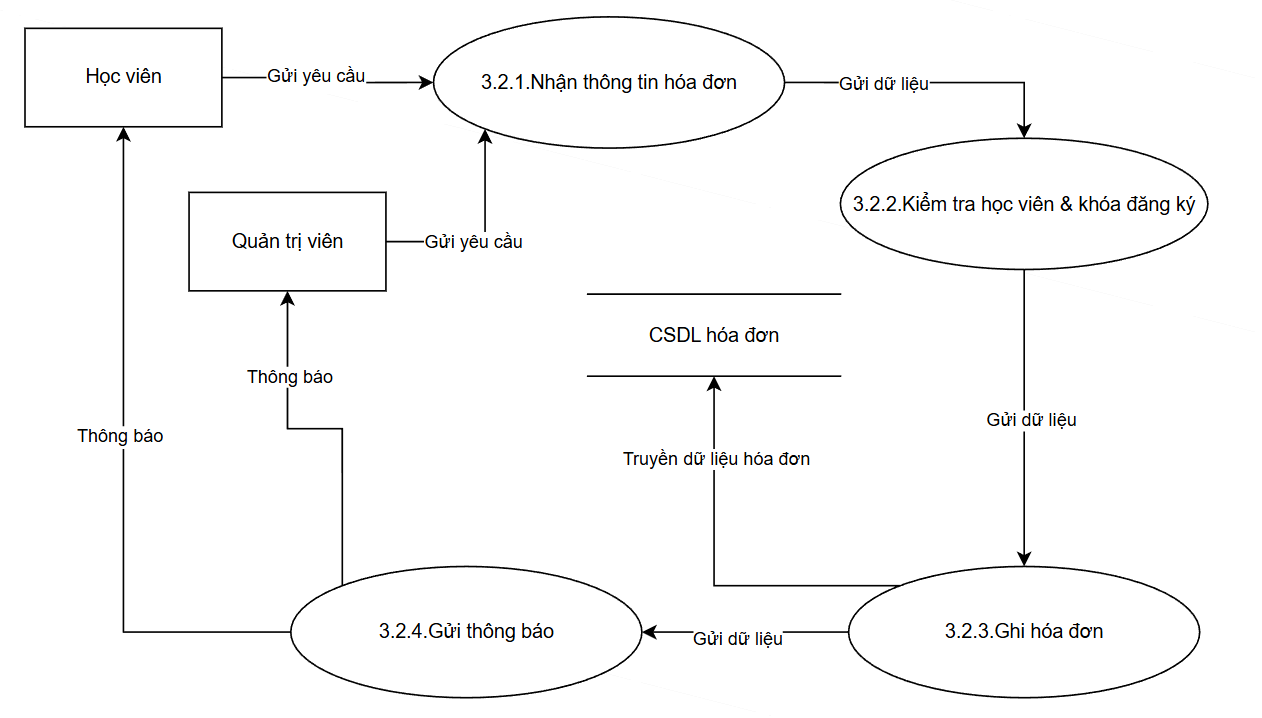 Học viên
Gửi yêu cầu
3.2.1.Nhận thông tin hóa đơn
Gửi dữ liệu
3.2.2.Kiểm tra học viên & khóa đăng ký
Quản trị viên
Gửi yêu cầu
CSDL hóa đơn
Thông báo
Gửi dữ liệu
Thông báo
Truyền dữ liệu hóa đơn
3.2.4.Gửi thông báo
Gửi dữ liệu
3.2.3.Ghi hóa đơn